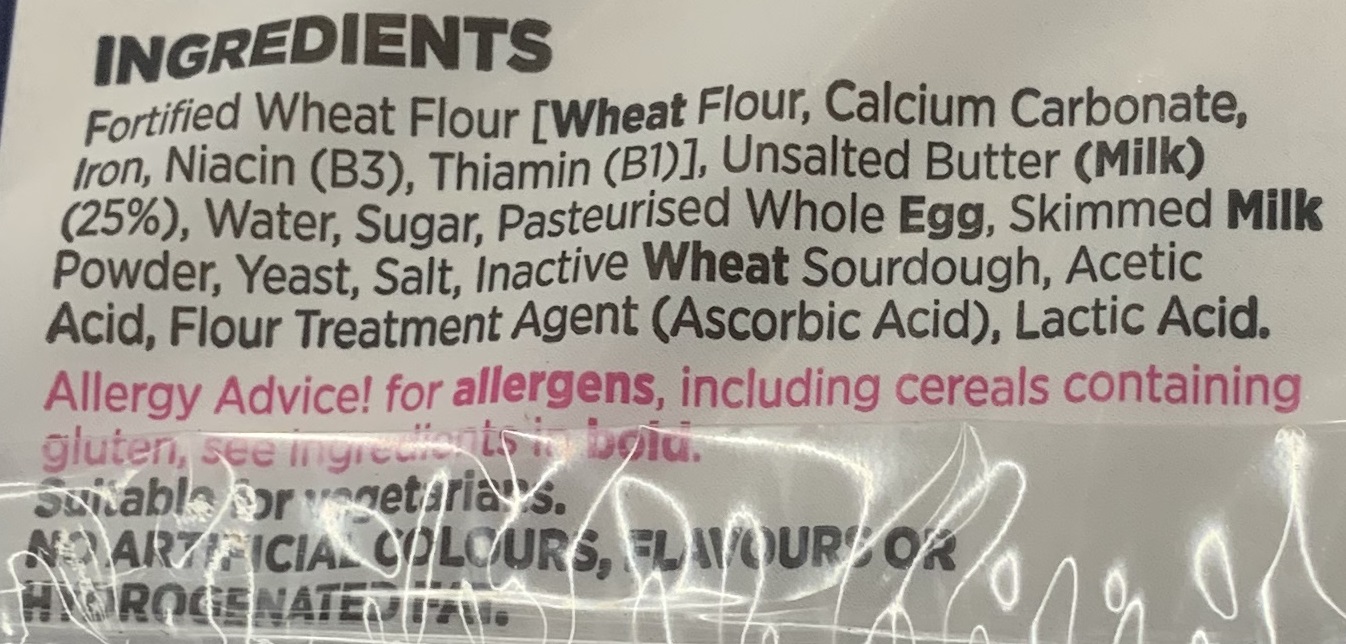 INGREDIENTS
Fortified Wheat Flour [Wheat Flour, Calcium Carbonate,
Iron, Niacin (B3), Thiamin (B1)], Unsalted Butter (Milk)
(25%), Water, Sugar, Pasteurised Whole Egg, Skimmed Milk
Powder, Yeast, Salt, Inactive Wheat Sourdough, Acetic
Acid, Flour Treatment Agent (Ascorbic Acid), Lactic Acid.
Allergy Advice! for allergens, including cereals containing
gluten, see ingredients in bold.
Suitable for vegetarians.
NO ARTIFICIAL COLOURS, FLAVOURS OR
HYDROGENATED FAT.